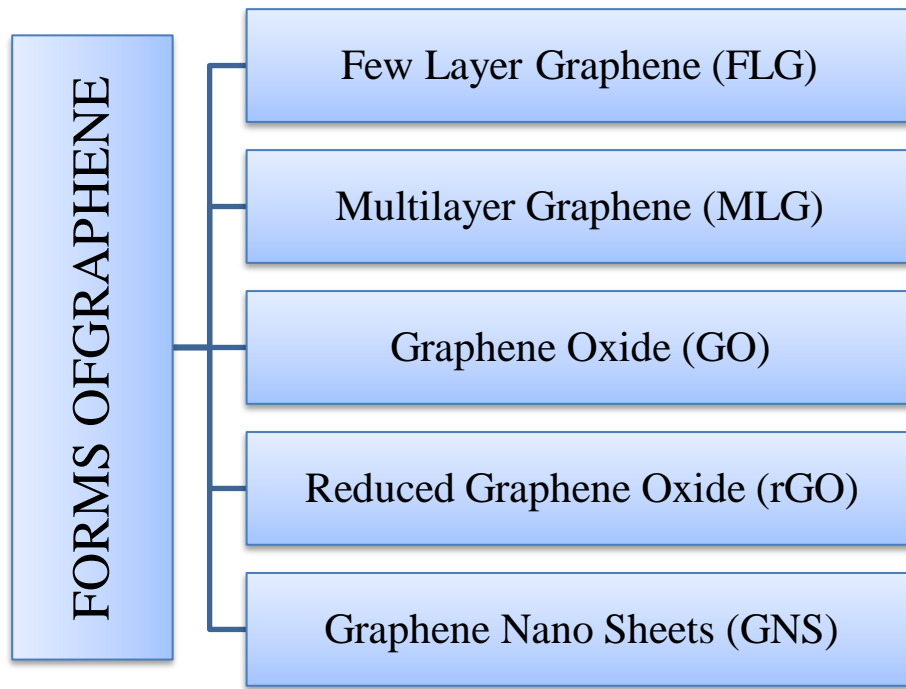 FORMS OFGRAPHENE
Few Layer Graphene (FLG)
Multilayer Graphene (MLG)
Graphene Oxide (GO)
Reduced Graphene Oxide (rGO)
Graphene Nano Sheets (GNS)